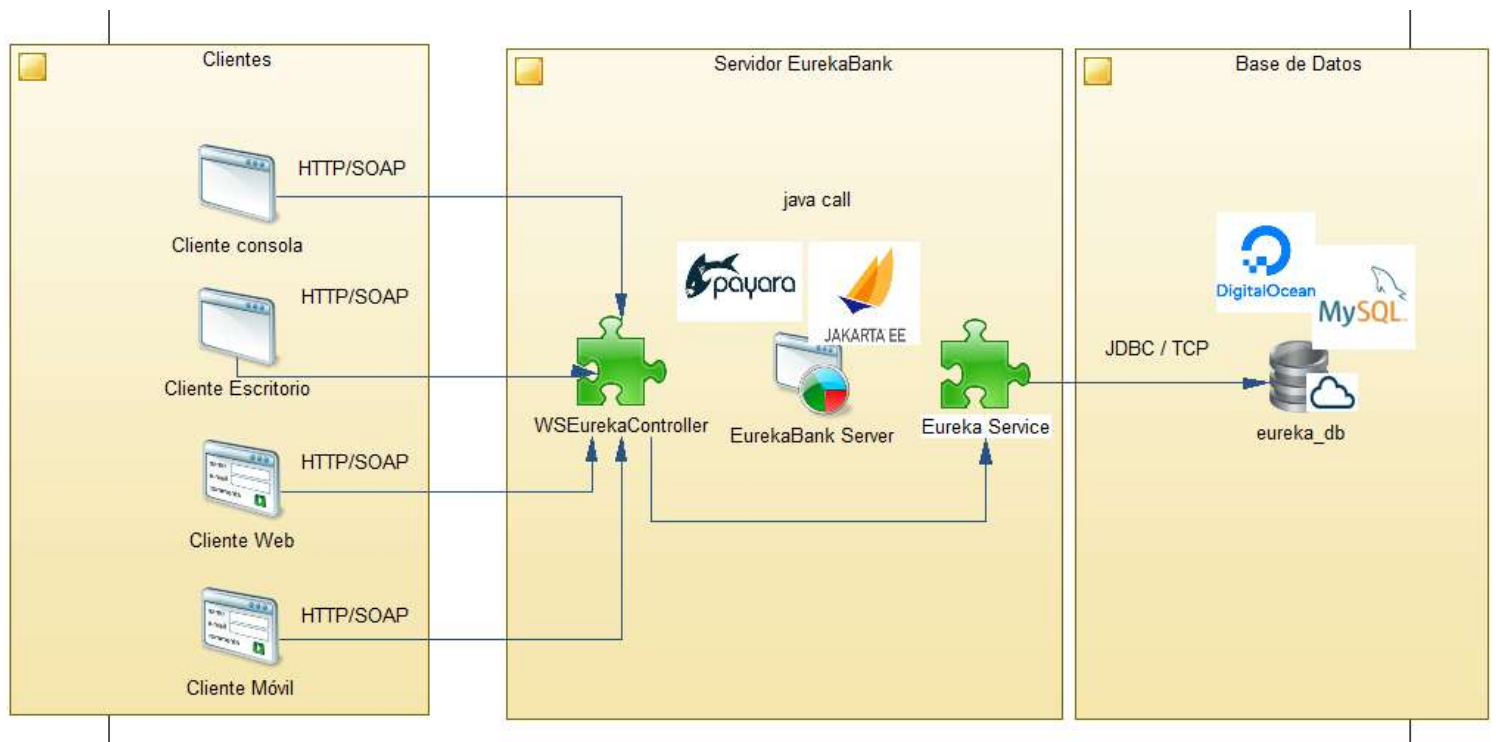 Clientes
HTTP/SOAP
Cliente consola
HTTP/SOAP
Cliente Escritorio
HTTP/SOAP
Cliente Web
HTTP/SOAP
Cliente Móvil
Servidor EurekaBank
java call
payara
JAKARTA EE
WSEurekaController
EurekaBank Server
Eureka Service
Base de Datos
DigitalOcean
MySQL
JDBC / TCP
eureka_db